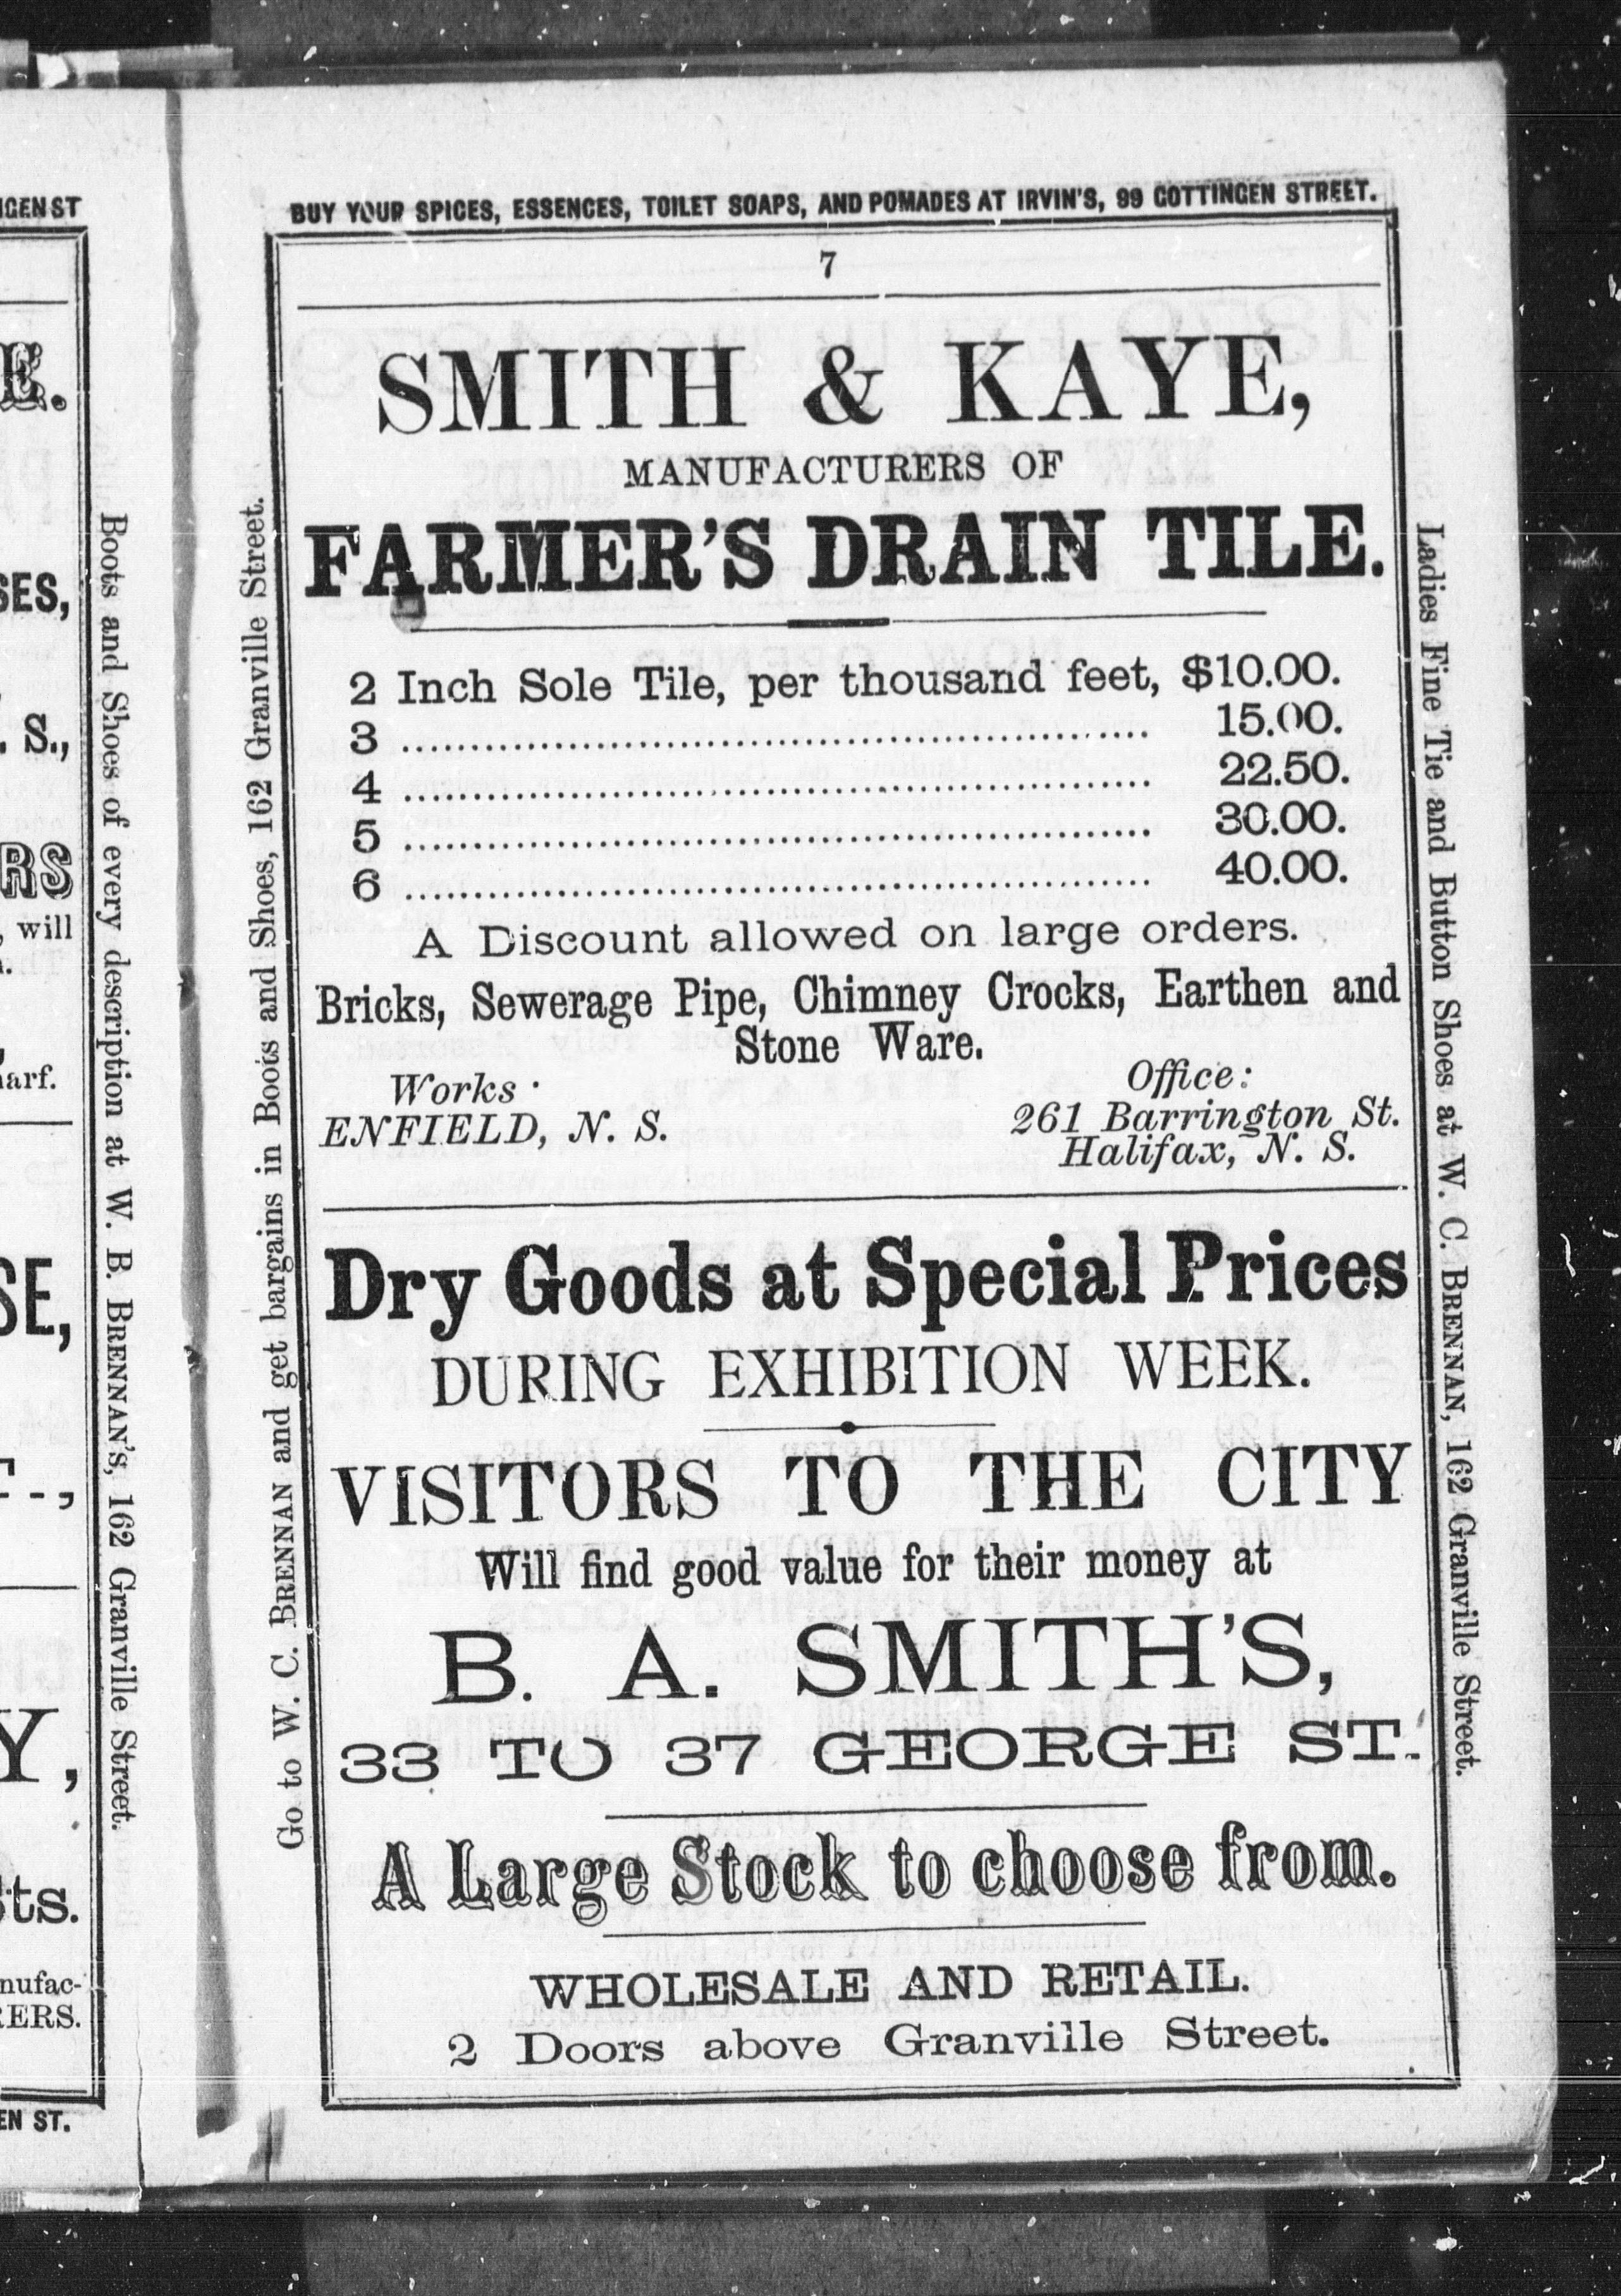 GEN ST
E.
SES,
. S.,
RS
, will
arf.
SE,
Y,
Sts.
nufac-
ERS.
EN ST.
Boots and Shoes of every description at W. B. BRENNAN'S, 162 Granville Street.
BUY YOUR SPICES, ESSENCES, TOILET SOAPS, AND POMADES AT IRVIN'S, 99 GOTTINGEN STREET.
Go to W. C. BRENNAN and get bargains in Boots and Shoes, 162 Granville Street.
7
SMITH & KAYE,
MANUFACTURERS OF
FARMER'S DRAIN TILE.
2 Inch Sole Tile, per thousand feet, $10.00.
3 .......................................................... 15.00.
4 .......................................................... 22.50.
5 .......................................................... 30.00.
6 .......................................................... 40.00.
A Discount allowed on large orders.
Bricks, Sewerage Pipe, Chimney Crocks, Earthen and
Stone Ware.
Works:
ENFIELD, N. S.
Office:
261 Barrington St.
Halifax, N. S.
Dry Goods at Special Prices
DURING EXHIBITION WEEK.
VISITORS TO THE CITY
Will find good value for their money at
B. A. SMITH'S,
33 TO 37 GEORGE ST.
A Large Stock to choose from.
WHOLESALE AND RETAIL.
2 Doors above Granville Street.
Ladies Fine Tie and Button Shoes at W. C. BRENNAN, 162 Granville Street.